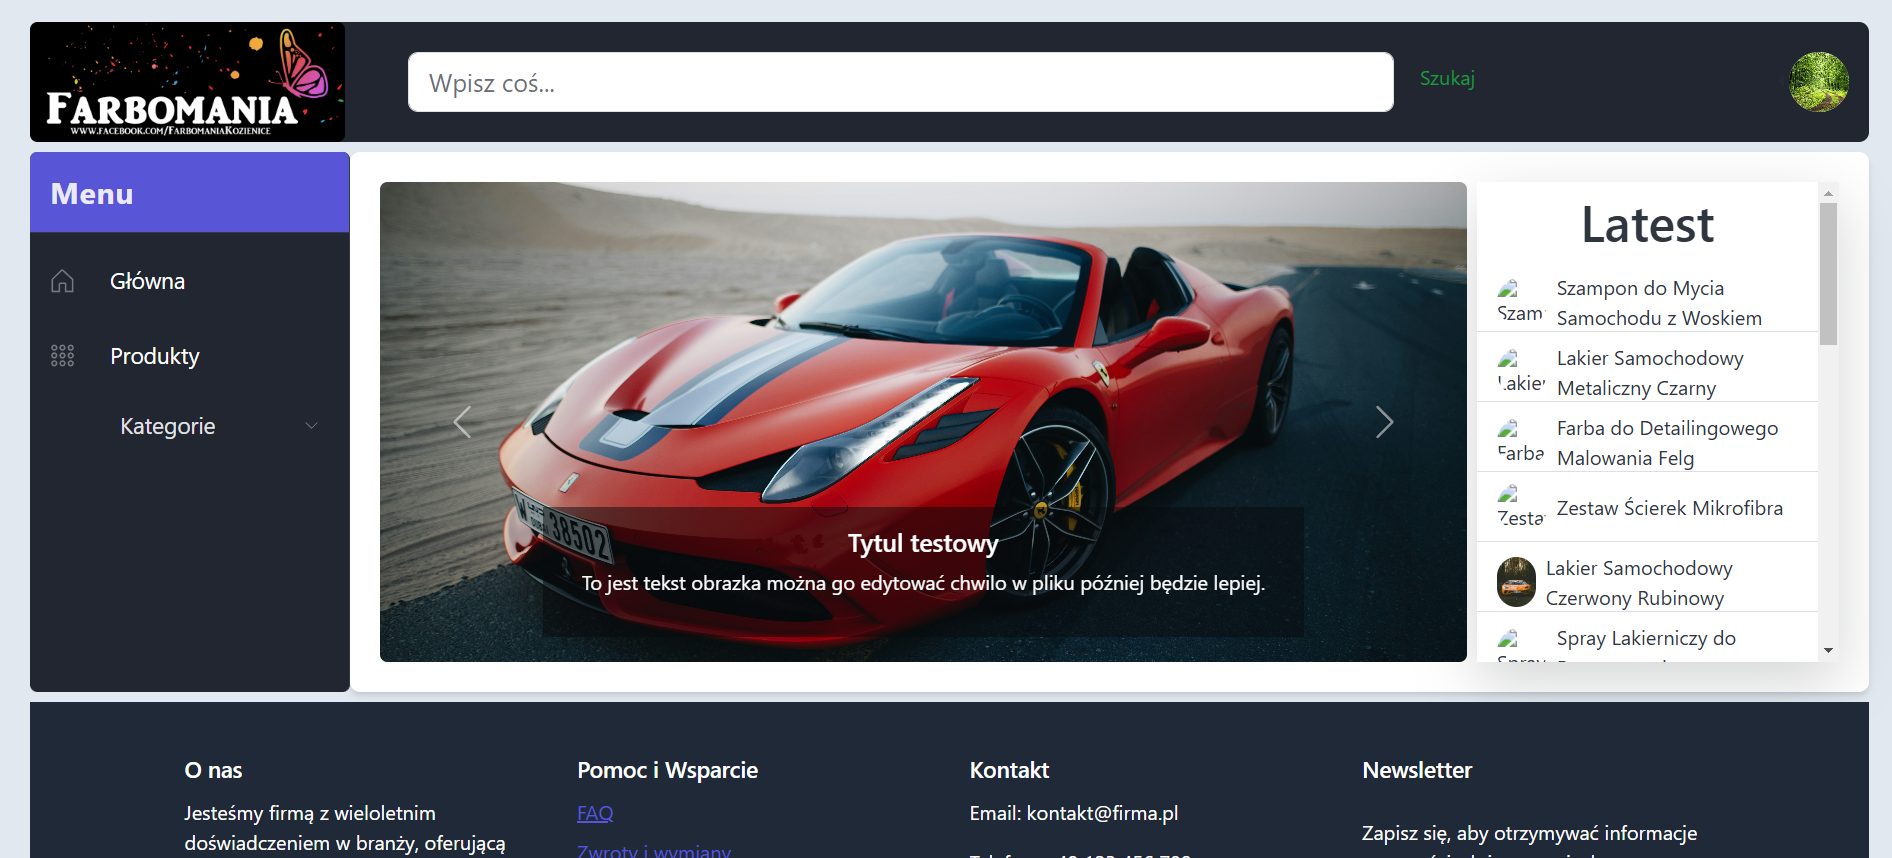 FARBOMANIA
WWW.FACEBOOK.COM/FARBOMANIAKOZIENICE
Wpisz coś...
Szukaj
Menu
Główna
Produkty
Kategorie
38502
Tytul testowy
To jest tekst obrazka można go edytować chwilo w pliku później będzie lepiej.
Latest
Szam
Szampon do Mycia
Samochodu z Woskiem
Lakier
Lakier Samochodowy
Metaliczny Czarny
Farba
Farba do Detailingowego
Malowania Felg
Zesta
Zestaw Ścierek Mikrofibra
Lakier Samochodowy
Czerwony Rubinowy
Spray
Spray Lakierniczy do
O nas
Jesteśmy firmą z wieloletnim
doświadczeniem w branży, oferującą
Pomoc i Wsparcie
FAQ
Zwroty i wymiany
Kontakt
Email: kontakt@firma.pl
Newsletter
Zapisz się, aby otrzymywać informacje